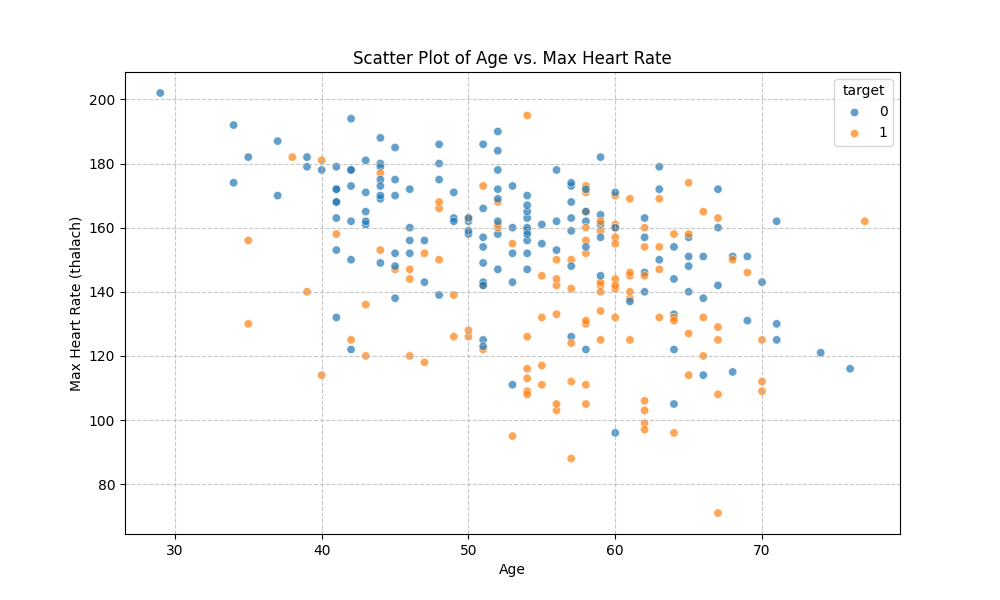 Scatter Plot of Age vs. Max Heart Rate
target
0
1
200
180
160
140
120
100
80
Max Heart Rate (thalach)
30 40 50 60 70
Age